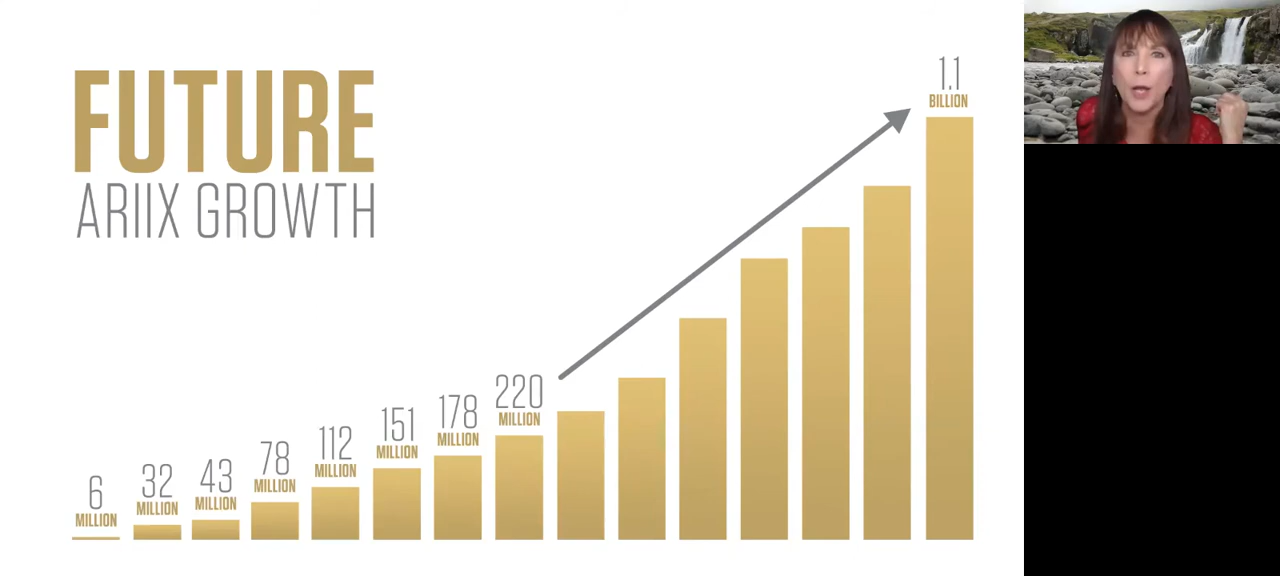 FUTURE
ARIIX GROWTH
6
MILLION
32
MILLION
43
MILLION
78
MILLION
112
MILLION
151
MILLION
178
MILLION
220
MILLION
1.1
BILLION